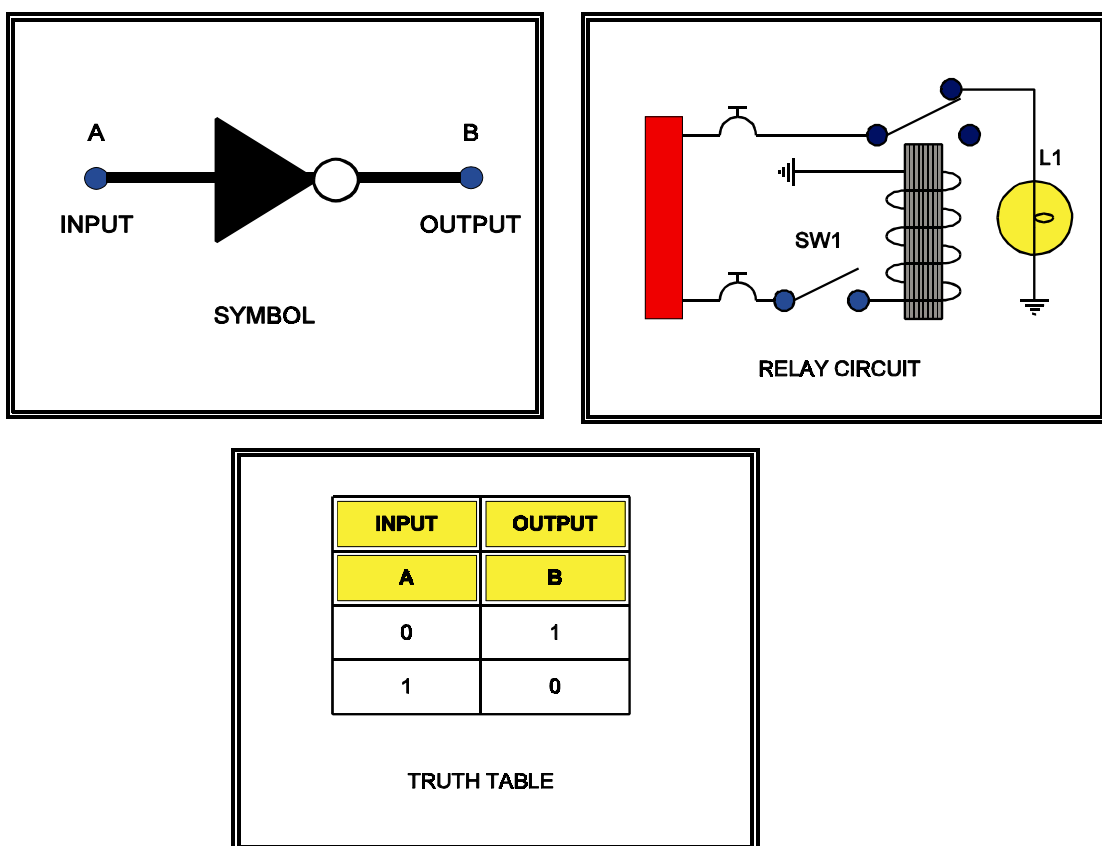 A
B
INPUT
OUTPUT
SYMBOL
L1
SW1
RELAY CIRCUIT
INPUT OUTPUT
A B
0 1
1 0
TRUTH TABLE